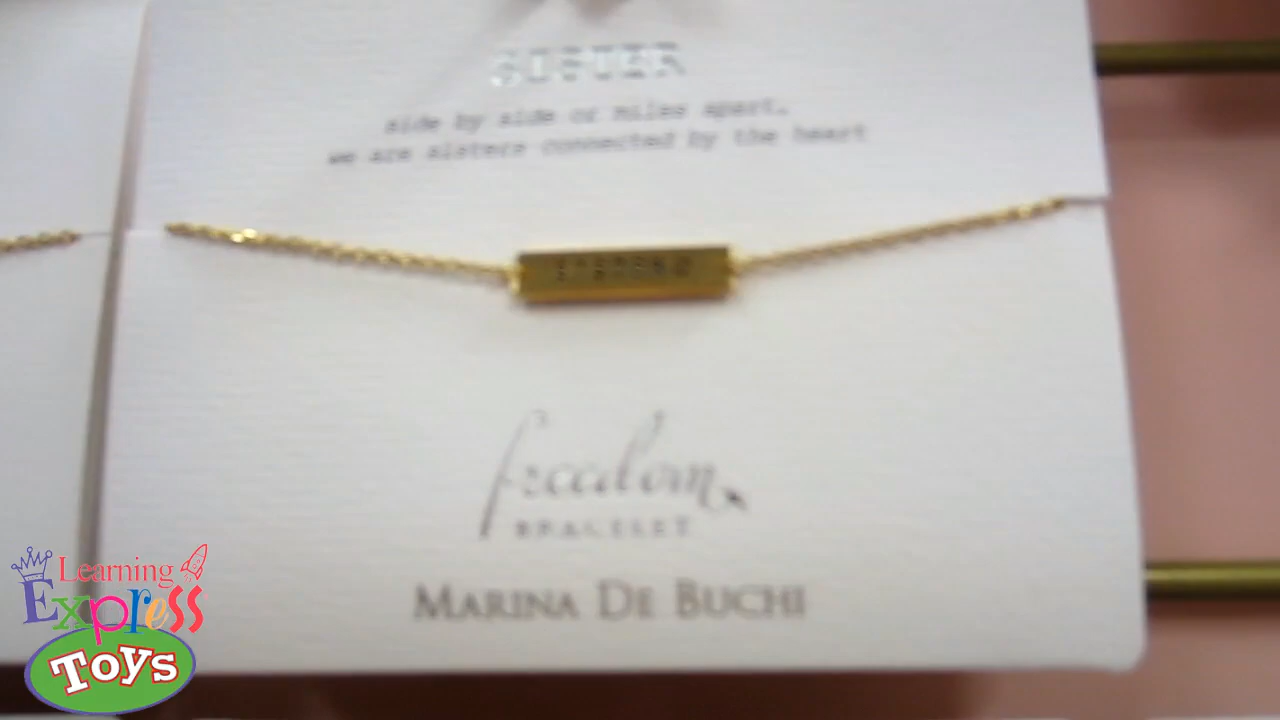 SISTER
side by side or miles apart,
we are sisters connected by the heart
freedom
BRACELET
MARINA DE BUCHI
Learning
Express
Toys